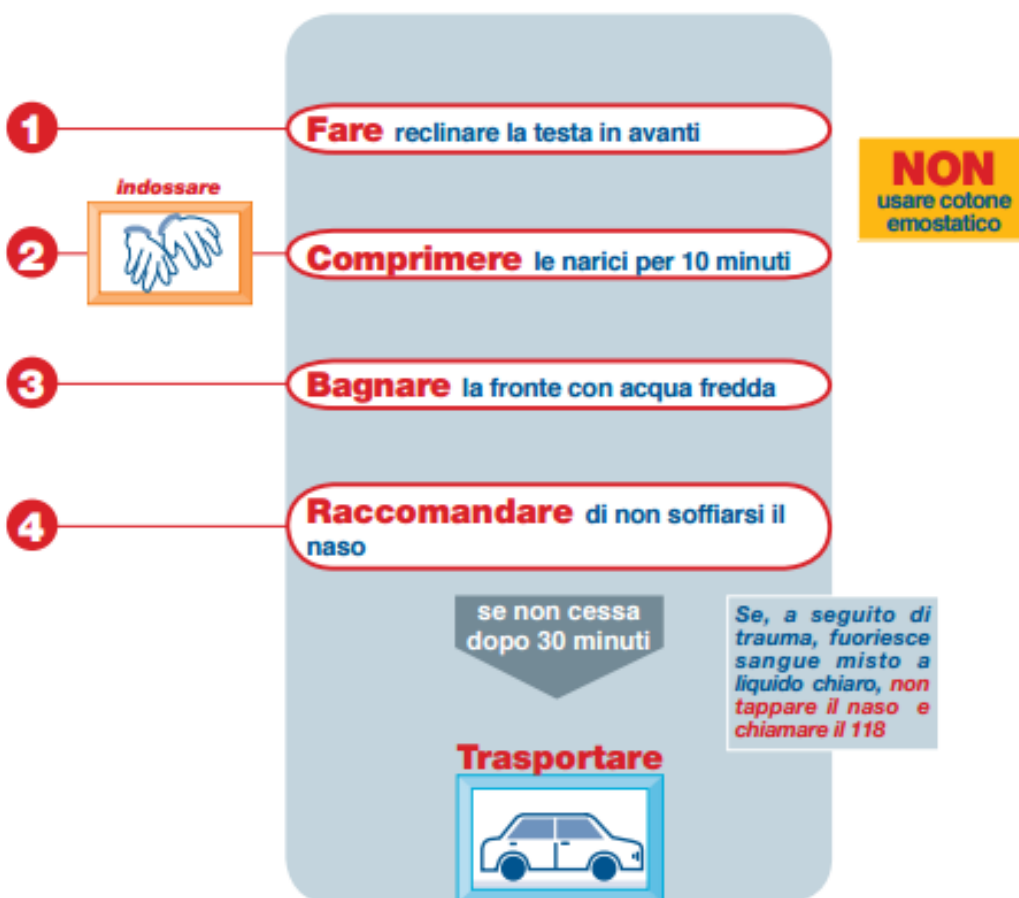 1
Fare reclinare la testa in avanti
NON
usare cotone
emostatico
indossare
2
Comprimere le narici per 10 minuti
3
Bagnare la fronte con acqua fredda
4
Raccomandare di non soffiarsi il
naso
se non cessa
dopo 30 minuti
Se, a seguito di
trauma, fuoriesce
sangue misto a
liquido chiaro, non
tappare il naso e
chiamare il 118
Trasportare